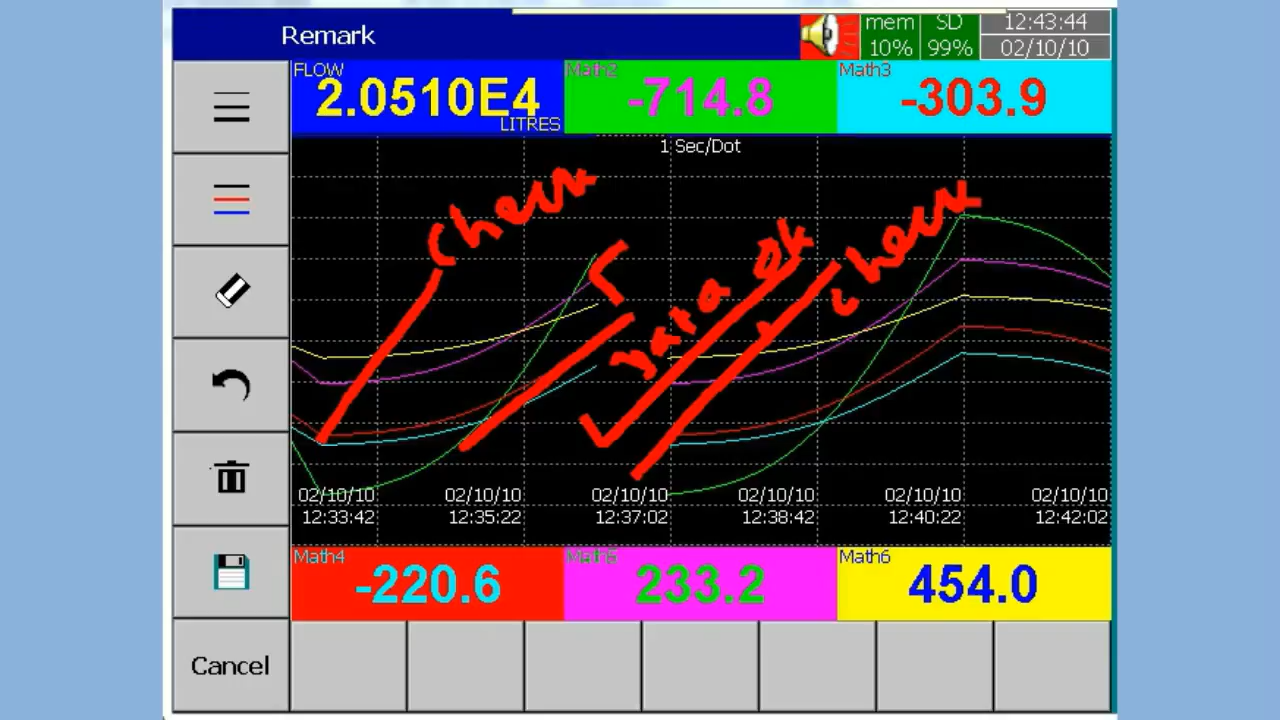 Remark
mem
10%
SD
99%
12:43:44
02/10/10
FLOW
2.0510E4
LITRES
Math2
-714.8
Math3
-303.9
1 Sec/Dot
Check
Data Ok
Check
02/10/10 02/10/10 02/10/10 02/10/10 02/10/10 02/10/10
12:33:42 12:35:22 12:37:02 12:38:42 12:40:22 12:42:02
Math4
-220.6
Math5
233.2
Math6
454.0
Cancel